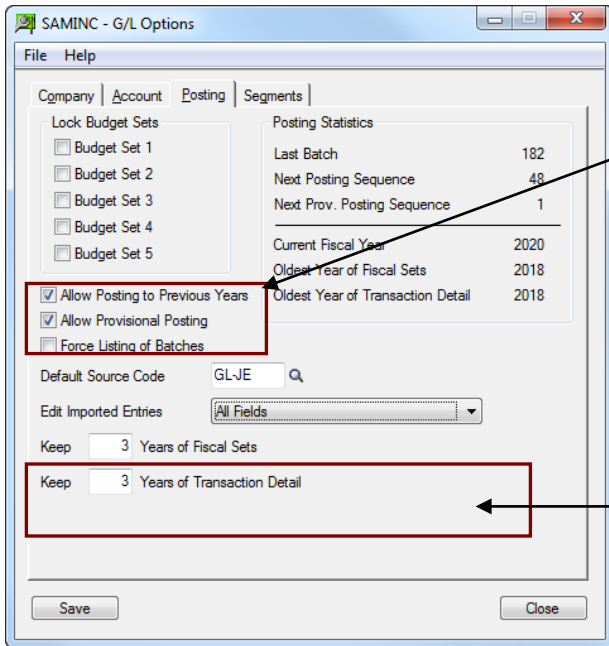 SAMINC - G/L Options
File Help
Company Account Posting Segments
Lock Budget Sets
Budget Set 1
Budget Set 2
Budget Set 3
Budget Set 4
Budget Set 5
Posting Statistics
Last Batch 182
Next Posting Sequence 48
Next Prov. Posting Sequence 1
Current Fiscal Year 2020
Oldest Year of Fiscal Sets 2018
Oldest Year of Transaction Detail 2018
Allow Posting to Previous Years
Allow Provisional Posting
Force Listing of Batches
Default Source Code GL-JE
Edit Imported Entries All Fields
Keep 3 Years of Fiscal Sets
Keep 3 Years of Transaction Detail
Save Close